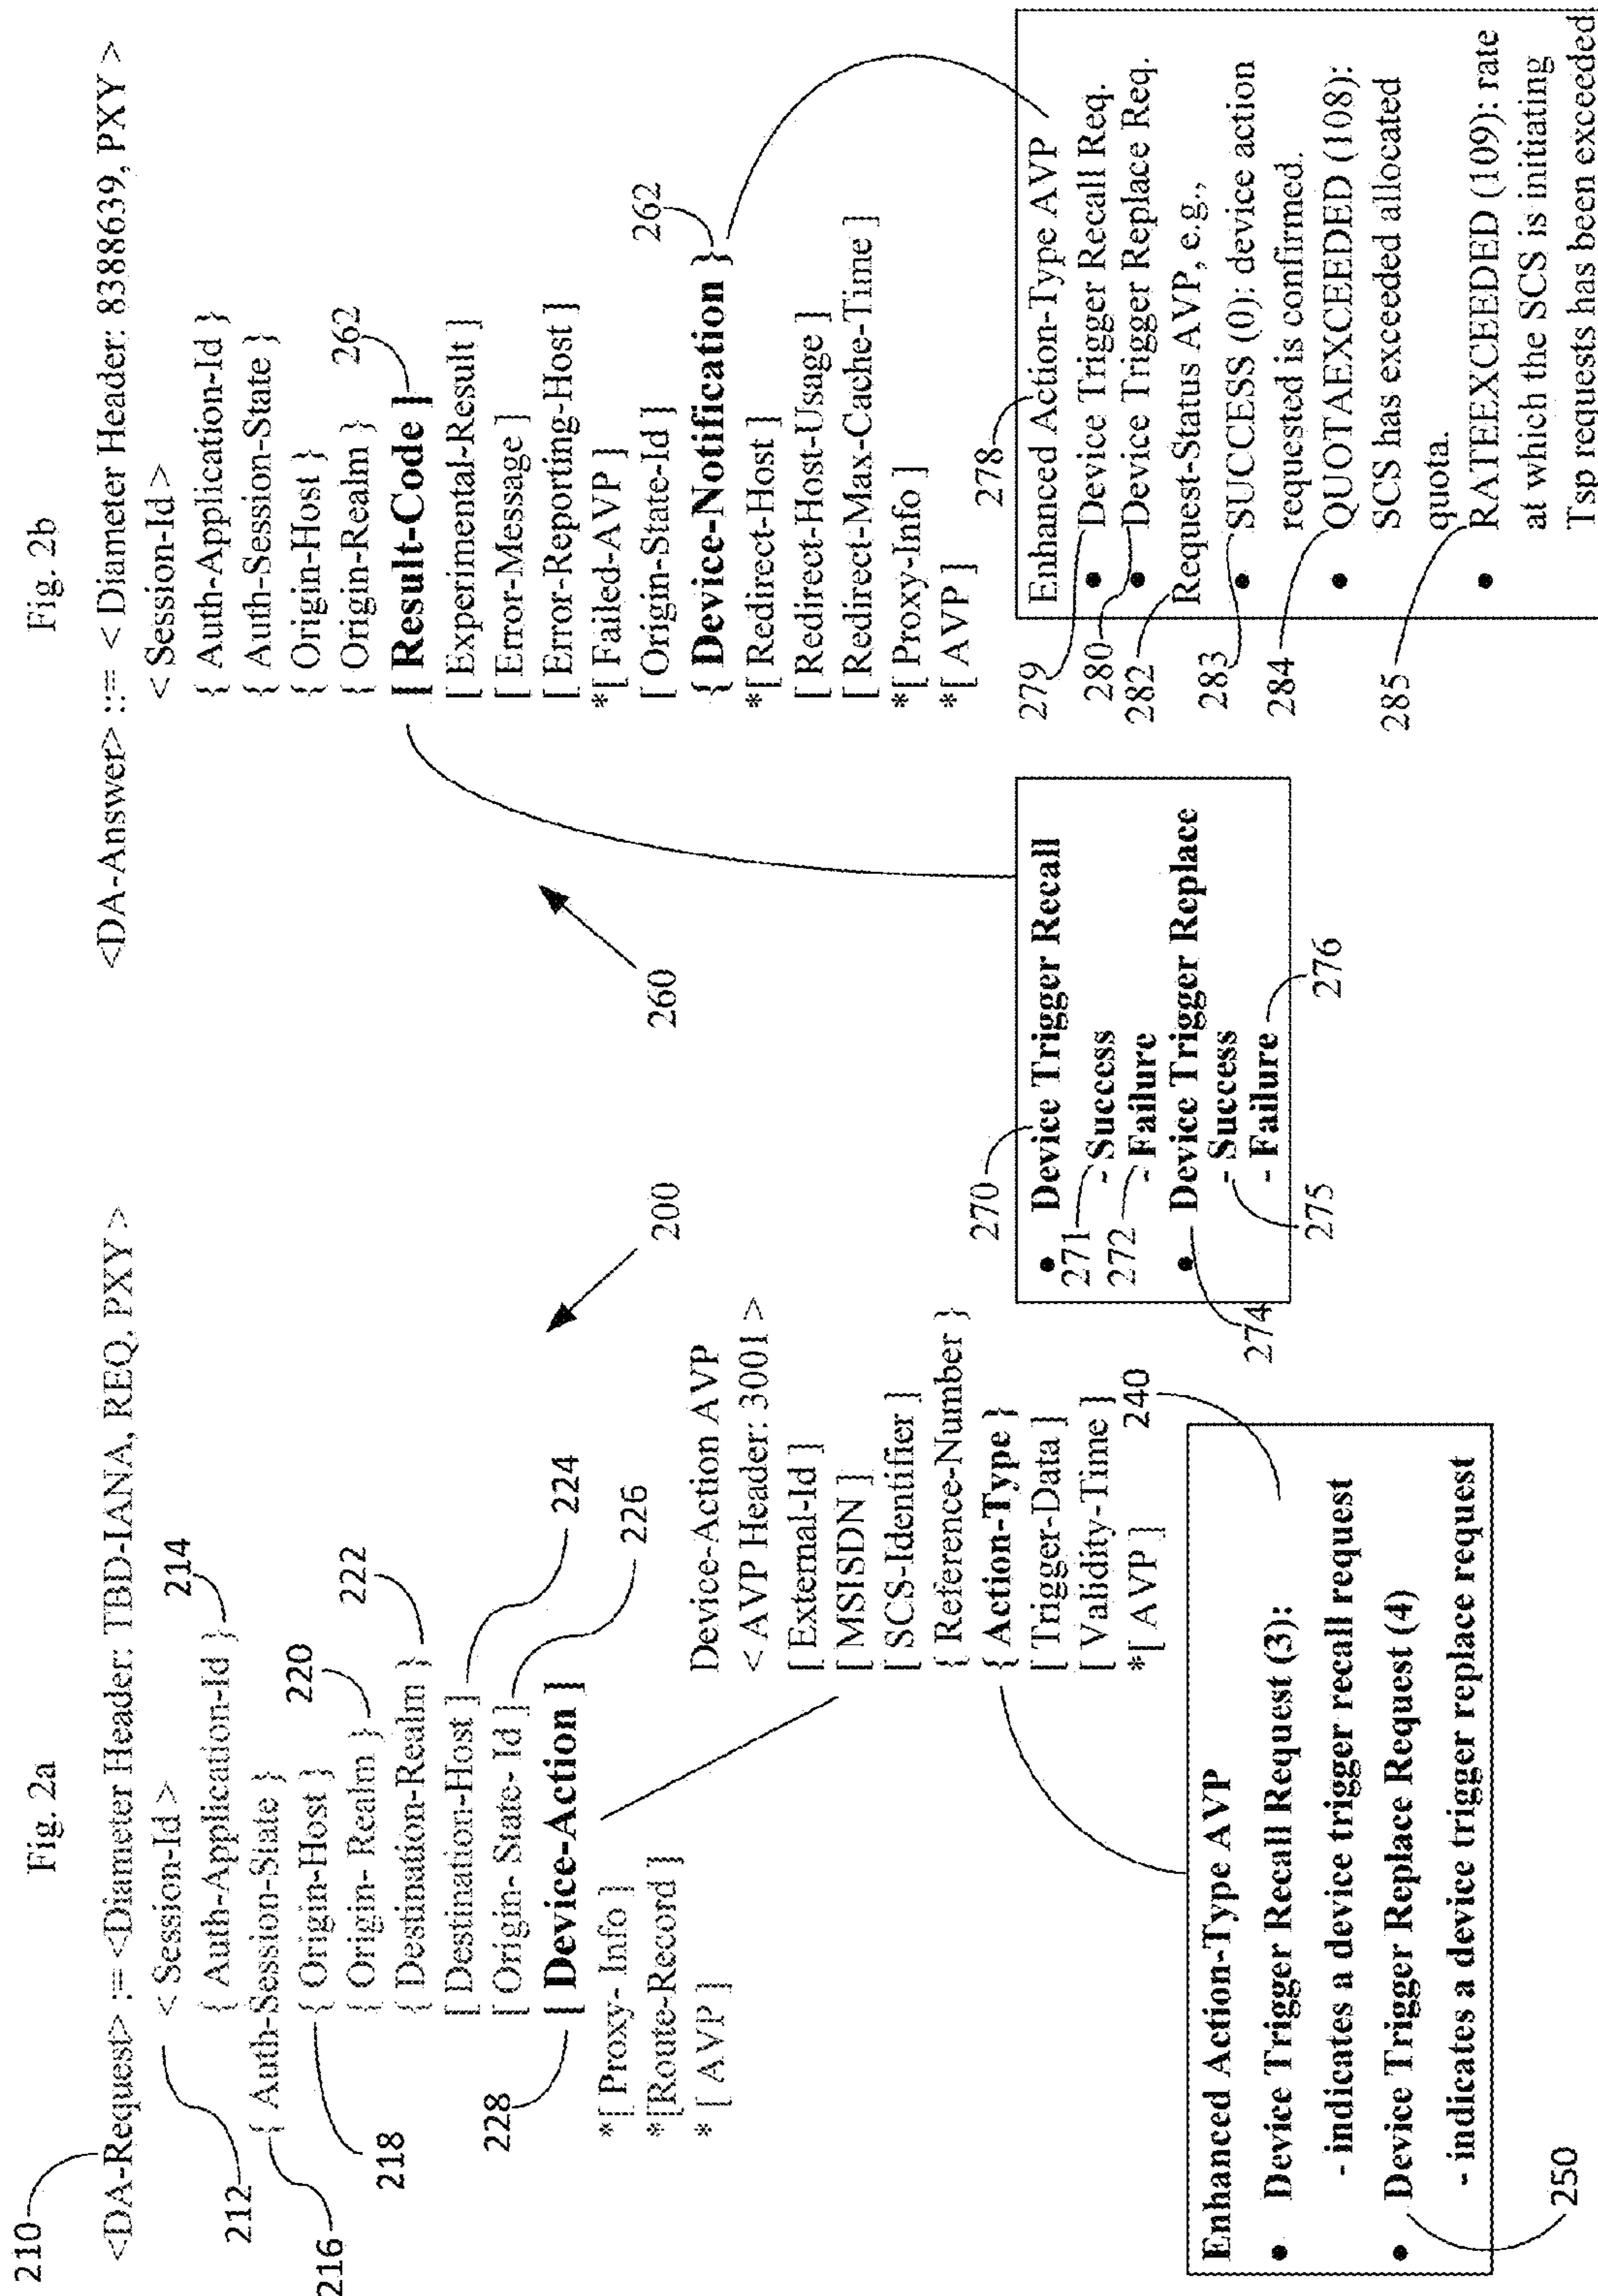 Fig. 2a
210
<DA-Request> := <Diameter Header: TBD-IANA, REQ, PXY >
212
< Session-Id >
{ Auth-Application-Id }
214
216
{ Auth-Session-State }
218
{ Origin-Host }
220
{ Origin- Realm }
222
{ Destination-Realm }
[ Destination-Host ]
224
[ Origin- State- Id ]
226
228
[ Device-Action ]
*[ Proxy- Info ]
*[Route-Record ]
* [ AVP ]
200
Device-Action AVP
< AVP Header: 3001 >
[ External-Id ]
[ MSISDN ]
[ SCS-Identifier ]
{ Reference-Number }
{ Action-Type }
[ Trigger-Data ]
[ Validity-Time ]
*[ AVP ]
240
Enhanced Action-Type AVP
• Device Trigger Recall Request (3):
- indicates a device trigger recall request
• Device Trigger Replace Request (4)
- indicates a device trigger replace request
250
Fig. 2b
<DA-Answer> ::= < Diameter Header: 8388639, PXY >
< Session-Id >
{ Auth-Application-Id }
{ Auth-Session-State }
{ Origin-Host }
{ Origin-Realm }
262
[ Result-Code ]
[ Experimental-Result ]
[ Error-Message ]
[ Error-Reporting-Host ]
*[ Failed-AVP ]
[ Origin-State-Id ]
262
{ Device-Notification }
*[ Redirect-Host ]
[ Redirect-Host-Usage ]
[ Redirect-Max-Cache-Time ]
*[ Proxy-Info ]
*[ AVP ]
260
270
• Device Trigger Recall
271
- Success
272
- Failure
• Device Trigger Replace
274
- Success
275
- Failure
276
278
Enhanced Action-Type AVP
279
• Device Trigger Recall Req.
280
• Device Trigger Replace Req.
282
Request-Status AVP, e.g.,
283
• SUCCESS (0): device action
requested is confirmed.
284
• QUOTAEXCEEDED (108):
SCS has exceeded allocated
quota.
285
• RATEEXCEEDED (109): rate
at which the SCS is initiating
Tsp requests has been exceeded